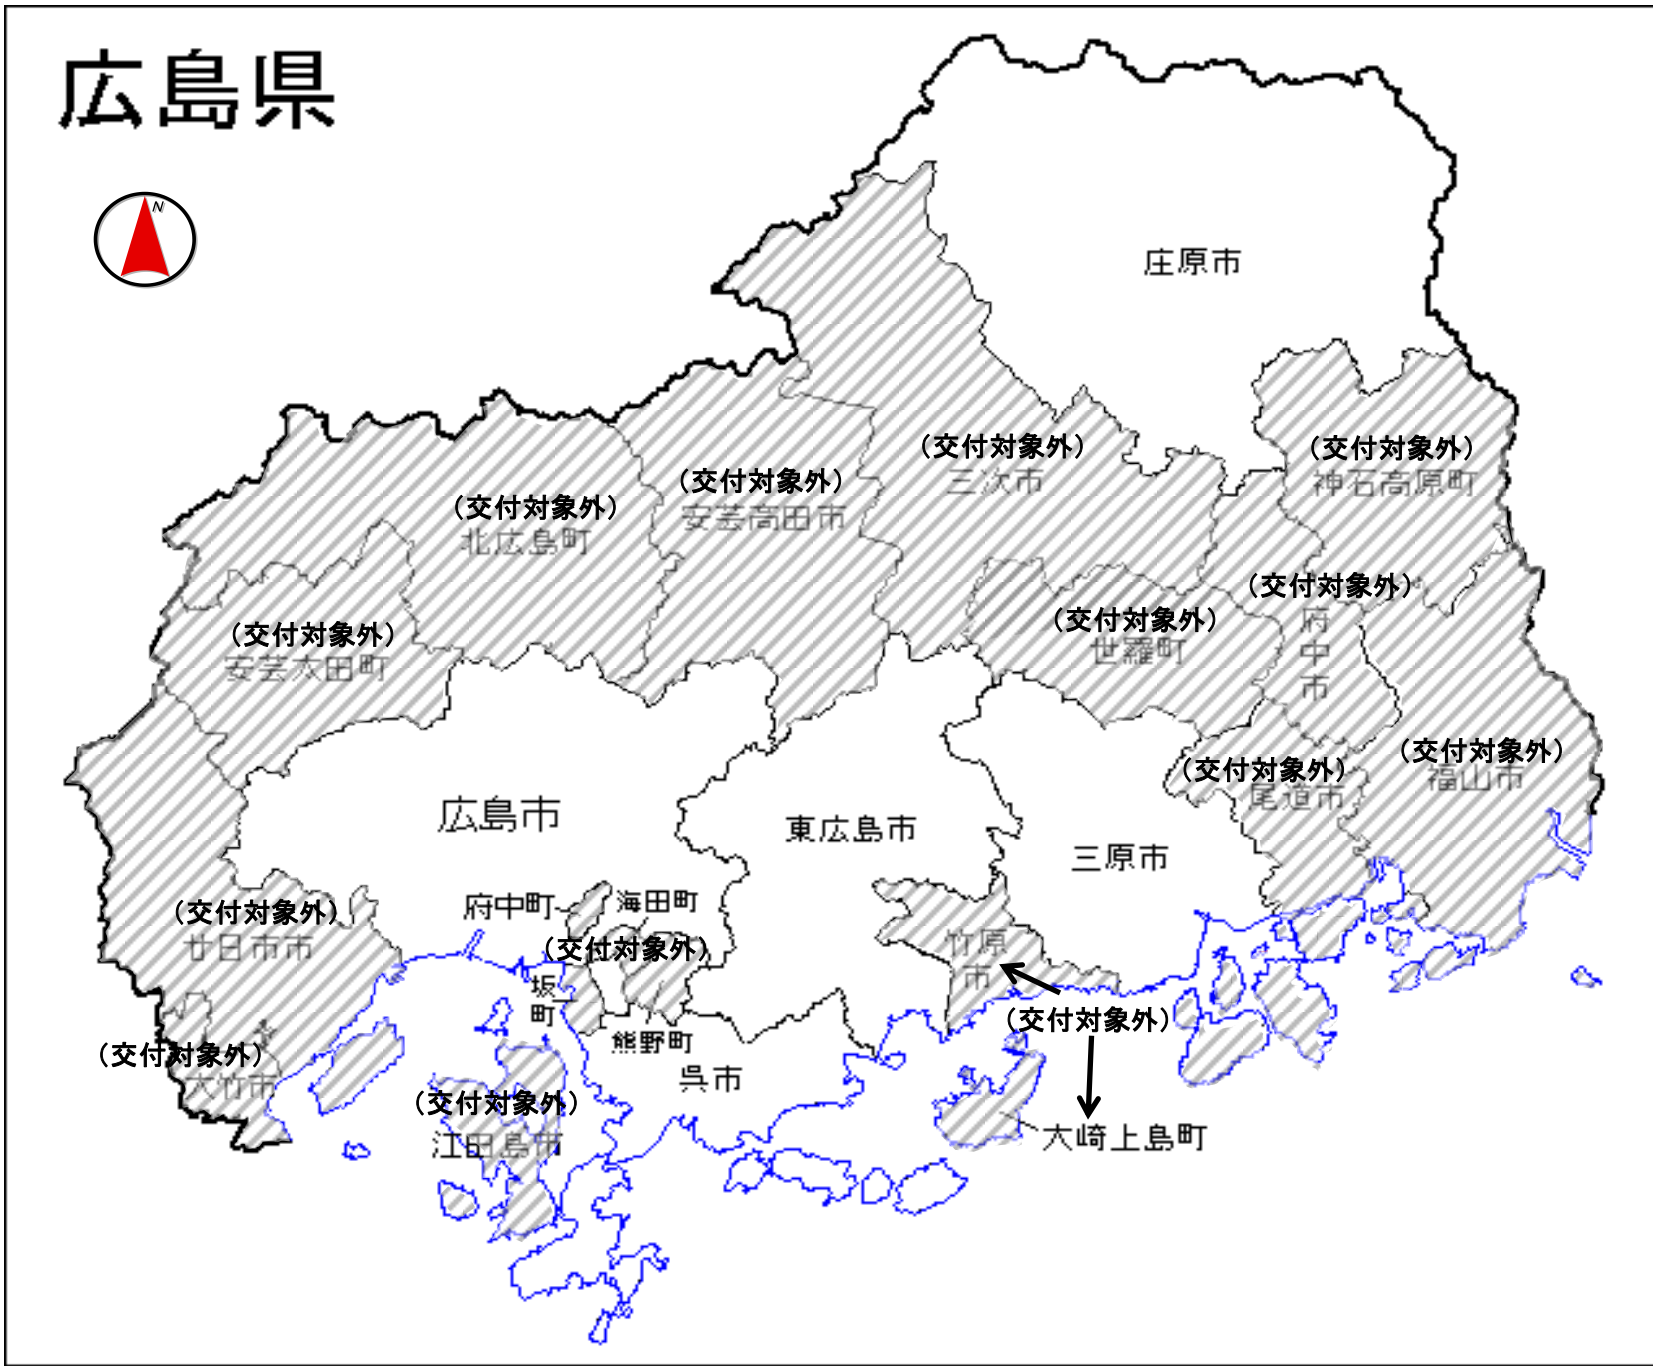 広島県
N
庄原市
(交付対象外)
三次市
(交付対象外)
神石高原町
(交付対象外)
安芸高田市
(交付対象外)
北広島町
(交付対象外)
府中市
(交付対象外)
世羅町
(交付対象外)
安芸太田町
(交付対象外)
福山市
(交付対象外)
尾道市
広島市
東広島市
三原市
府中町
海田町
(交付対象外)
廿日市市
(交付対象外)
竹原
市
坂
町
(交付対象外)
熊野町
(交付対象外)
大竹市
呉市
(交付対象外)
江田島市
大崎上島町